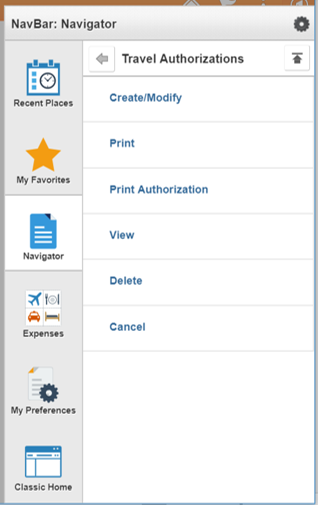 NavBar: Navigator
Travel Authorizations
Recent Places
My Favorites
Navigator
Expenses
My Preferences
Classic Home
Create/Modify
Print
Print Authorization
View
Delete
Cancel